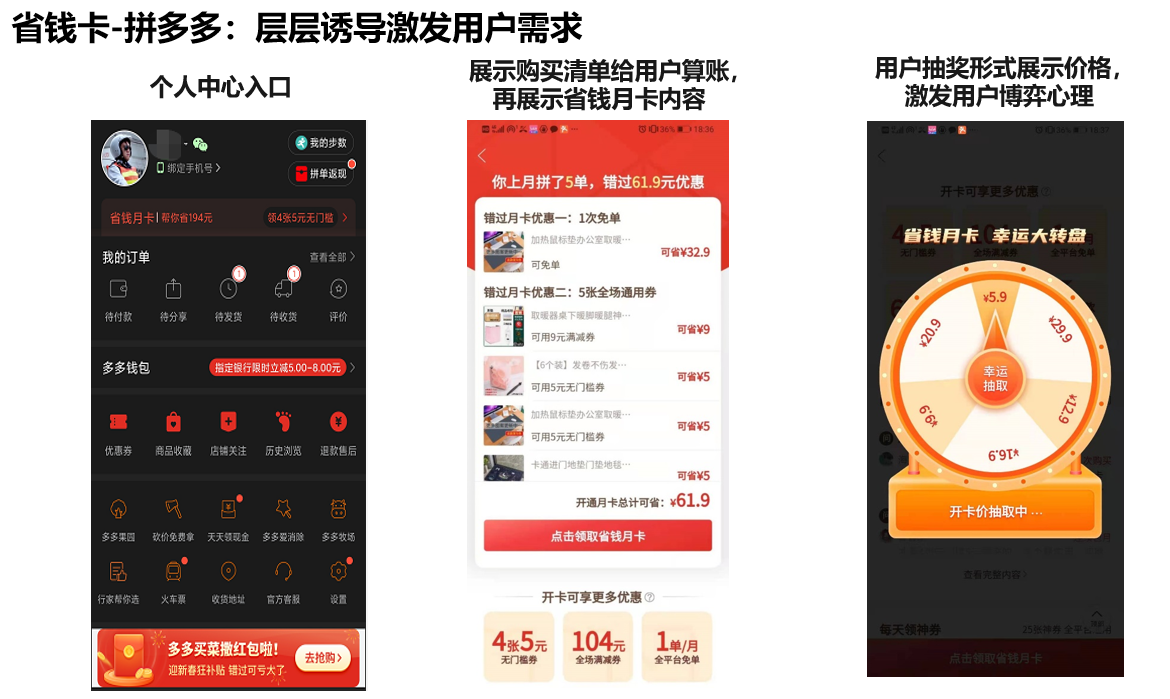 省钱卡-拼多多：层层诱导激发用户需求
个人中心入口
绑定手机号
我的步数
拼单返现
省钱月卡
帮你省194元
领4张5元无门槛
我的订单
查看全部
1
1
待付款
待分享
待发货
待收货
评价
多多钱包
指定银行限时立减5.00-8.00元
优惠券
商品收藏
店铺关注
历史浏览
退款售后
多多果园
砍价免费拿
天天领现金
多多爱消除
多多牧场
行家帮你选
火车票
收货地址
官方客服
设置
多多买菜撒红包啦!
迎新春狂补贴 错过可亏大了
去抢购
展示购买清单给用户算账，
再展示省钱月卡内容
36%
18:36
你上月拼了5单，错过61.9元优惠
错过月卡优惠一：1次免单
加热鼠标垫办公室取暖…
可免单
可省¥32.9
错过月卡优惠二：5张全场通用券
取暖器桌下暖脚暖腿神…
可用9元满减券
可省¥9
【6个装】发卷不伤发…
可用5元无门槛券
可省¥5
加热鼠标垫办公室取暖…
可用5元无门槛券
可省¥5
卡通进门地垫门垫地毯…
可省¥5
开通月卡总计可省：¥61.9
点击领取省钱月卡
开卡可享更多优惠
4张5元
无门槛券
104元
全场满减券
1单/月
全平台免单
用户抽奖形式展示价格，
激发用户博弈心理
36%
18:37
开卡可享更多优惠
省钱月卡 幸运大转盘
无门槛券
全场满减券
全平台免单
¥5.9
¥29.9
¥12.9
¥16.9
¥9.9
¥20.9
幸运
抽取
开卡价抽取中 ...
查看完整内容
每天领神券
点击领取省钱月卡